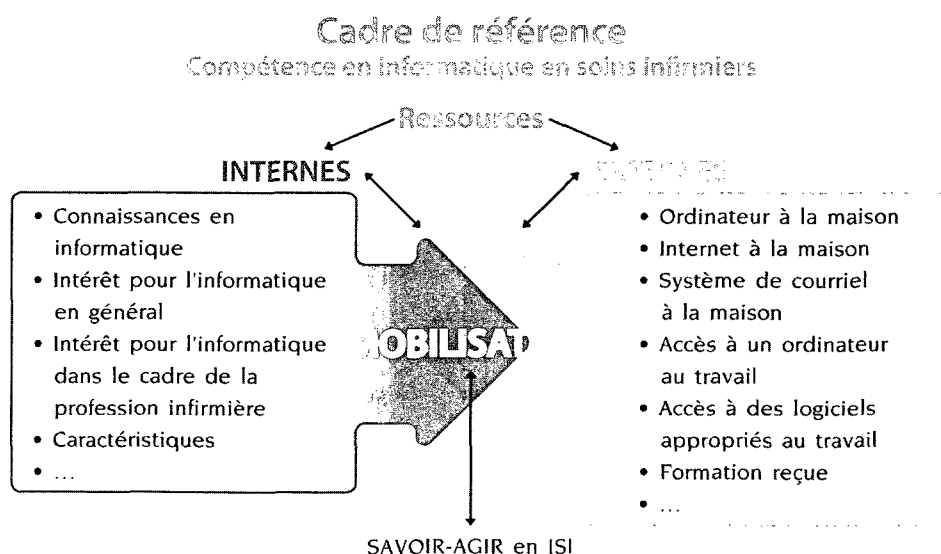 Cadre de référence
Compétence en informatique en soins infirmiers
Ressources
INTERNES
• Connaissances en
informatique
• Intérêt pour l'informatique
en général
• Intérêt pour l'informatique
dans le cadre de la
profession infirmière
• Caractéristiques
• ...
OBILISAT
• Ordinateur à la maison
• Internet à la maison
• Système de courriel
à la maison
• Accès à un ordinateur
au travail
• Accès à des logiciels
appropriés au travail
• Formation reçue
• ...
SAVOIR-AGIR en ISI